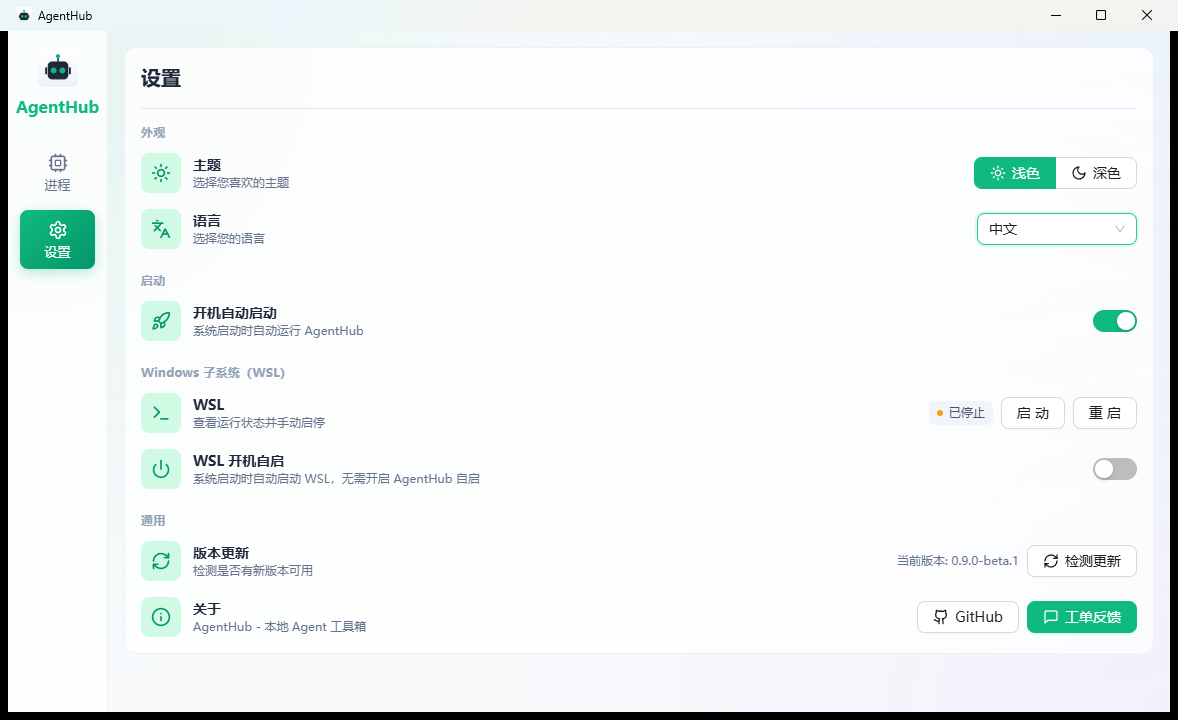 AgentHub
AgentHub
进程
设置
设置
外观
主题
选择您喜欢的主题
浅色
深色
语言
选择您的语言
中文
启动
开机自动启动
系统启动时自动运行 AgentHub
Windows 子系统（WSL）
WSL
查看运行状态并手动启停
已停止
启 动
重 启
WSL 开机自启
系统启动时自动启动 WSL，无需开启 AgentHub 自启
通用
版本更新
检测是否有新版本可用
当前版本: 0.9.0-beta.1
检测更新
关于
AgentHub - 本地 Agent 工具箱
GitHub
工单反馈